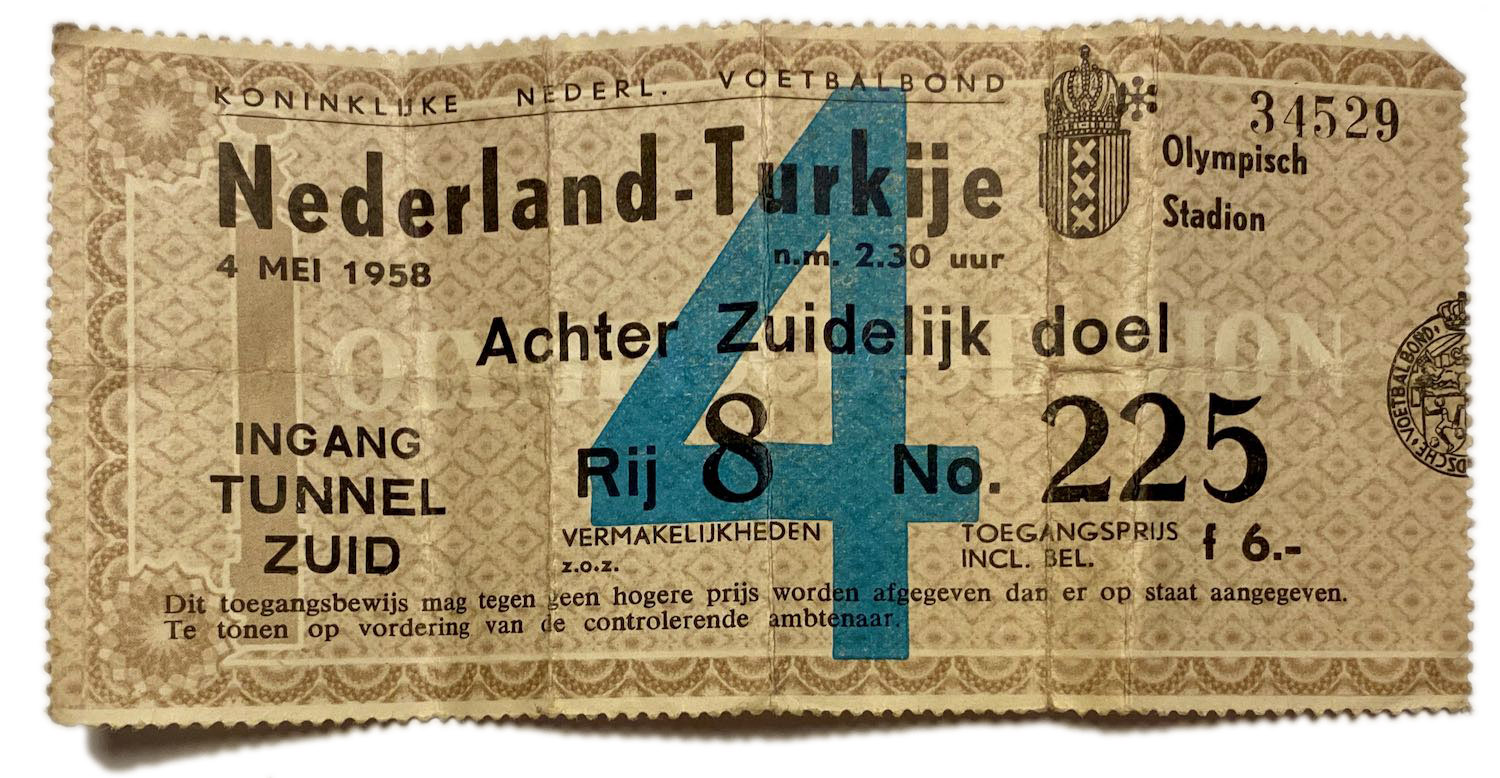 KONINKLIJKE NEDERL. VOETBALBOND
34529
Nederland-Turkije
Olympisch
Stadion
4 MEI 1958
n.m. 2.30 uur
4
Achter Zuidelijk doel
INGANG
TUNNEL
ZUID
Rij 8 No. 225
VERMAKELIJKHEDEN
z.o.z.
TOEGANGSPRIJS
INCL. BEL.
f 6.-
Dit toegangsbewijs mag tegen geen hogere prijs worden afgegeven dan er op staat aangegeven.
Te tonen op vordering van de controlerende ambtenaar.
DSCHE VOETBALBOND